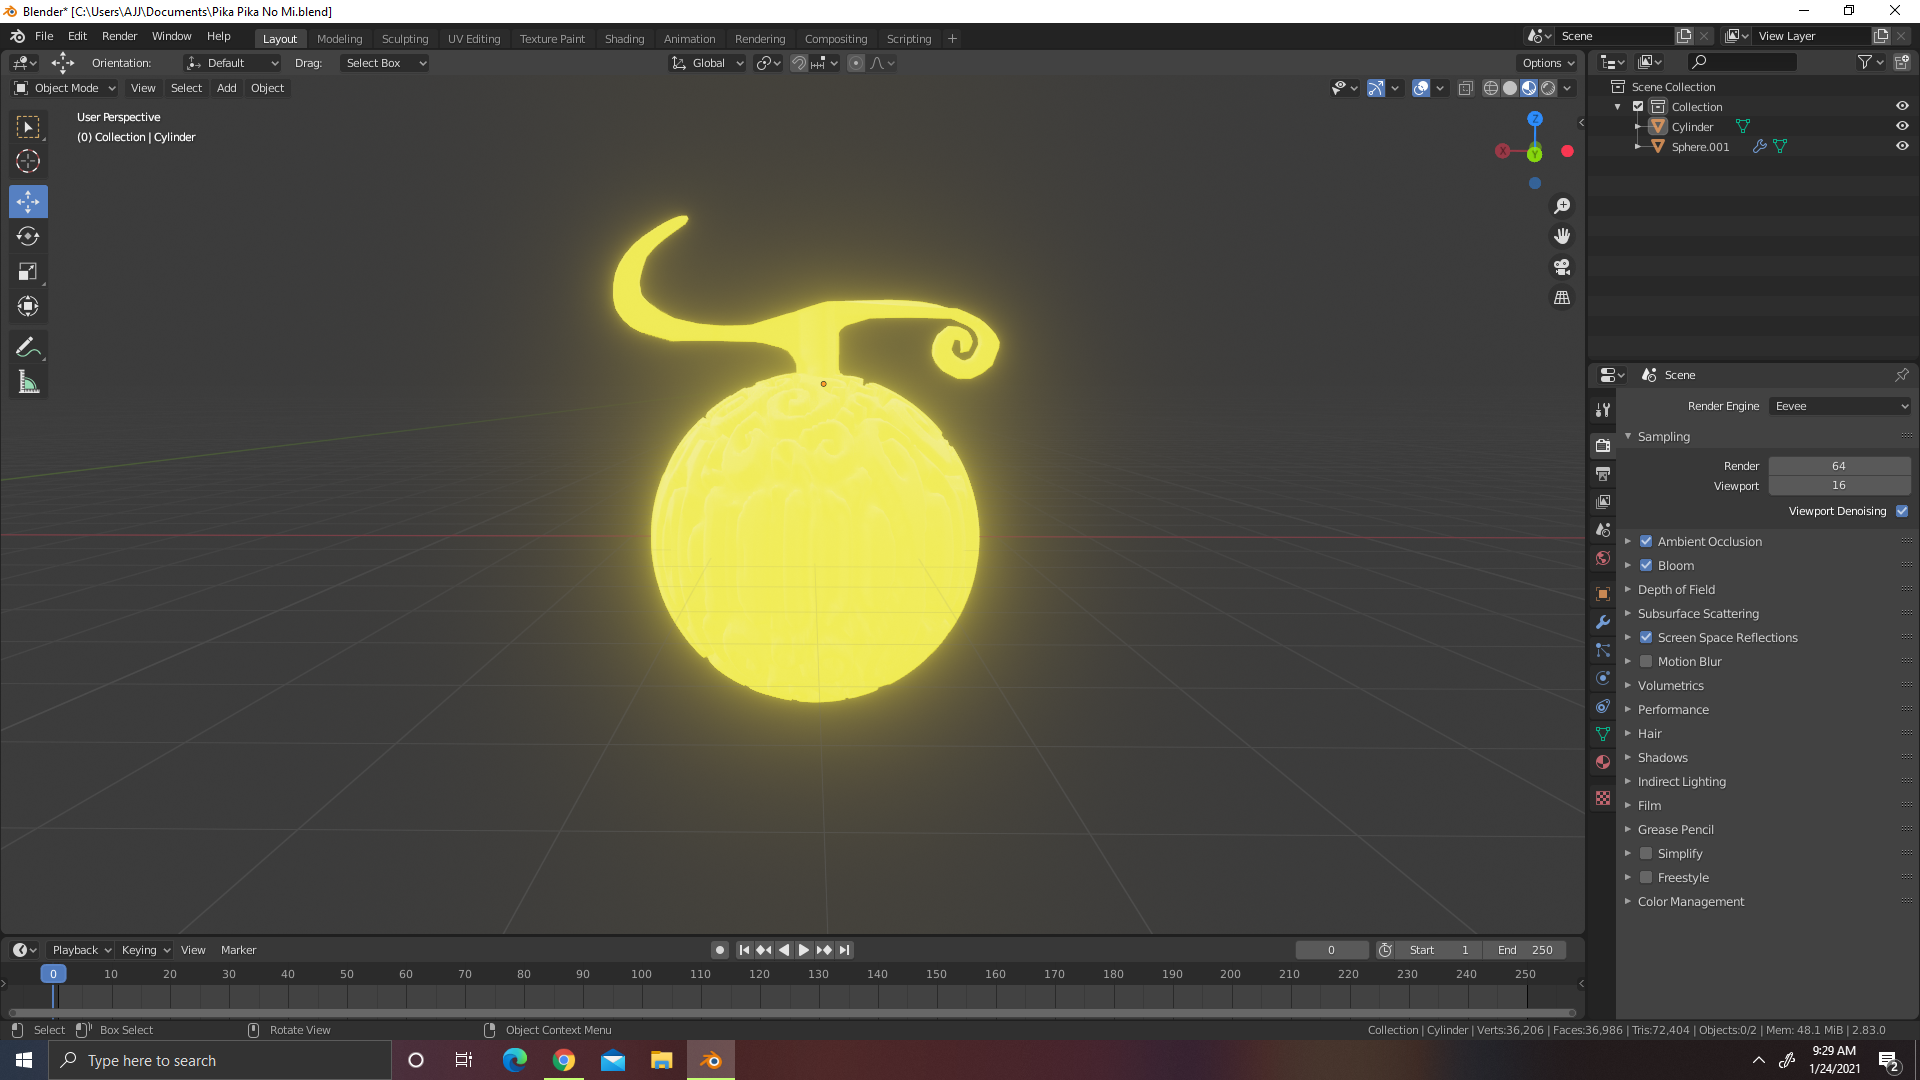 Blender* [C:\Users\AJJ\Documents\Pika Pika No Mi.blend]
File Edit Render Window Help
Layout Modeling Sculpting UV Editing Texture Paint Shading Animation Rendering Compositing Scripting +
Scene
View Layer
Orientation: Default Drag: Select Box
Global
Options
Object Mode View Select Add Object
User Perspective
(0) Collection | Cylinder
Z
X
Y
Scene Collection
Collection
Cylinder
Sphere.001
Scene
Render Engine Eevee
Sampling
Render 64
Viewport 16
Viewport Denoising
Ambient Occlusion
Bloom
Depth of Field
Subsurface Scattering
Screen Space Reflections
Motion Blur
Volumetrics
Performance
Hair
Shadows
Indirect Lighting
Film
Grease Pencil
Simplify
Freestyle
Color Management
Playback Keying View Marker
0 Start 1 End 250
0 10 20 30 40 50 60 70 80 90 100 110 120 130 140 150 160 170 180 190 200 210 220 230 240 250
Select Box Select Rotate View Object Context Menu
Collection | Cylinder | Verts:36,206 | Faces:36,986 | Tris:72,404 | Objects:0/2 | Mem: 48.1 MiB | 2.83.0
Type here to search
9:29 AM
1/24/2021
2